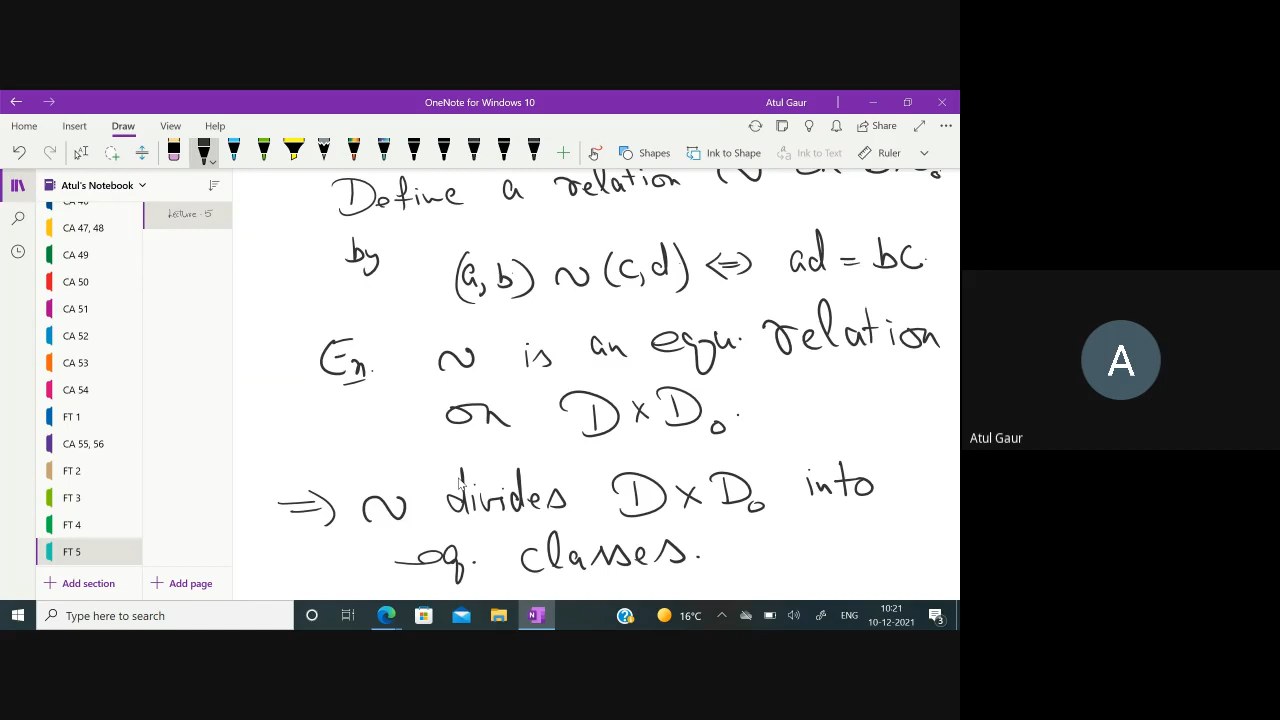 OneNote for Windows 10
Atul Gaur
Home Insert Draw View Help
Share
Shapes Ink to Shape Ink to Text Ruler
Atul's Notebook
CA 47, 48
CA 49
CA 50
CA 51
CA 52
CA 53
CA 54
FT 1
CA 55, 56
FT 2
FT 3
FT 4
FT 5
Add section
Add page
Lecture - 5
Define a relation ~ on
by (a, b) ~ (c, d) <=> ad = bc.
Ex. ~ is an equ. relation
on D × D₀.
=> ~ divides D × D₀ into
eq. classes.
A
Atul Gaur
Type here to search
16°C
ENG
10:21
10-12-2021
3